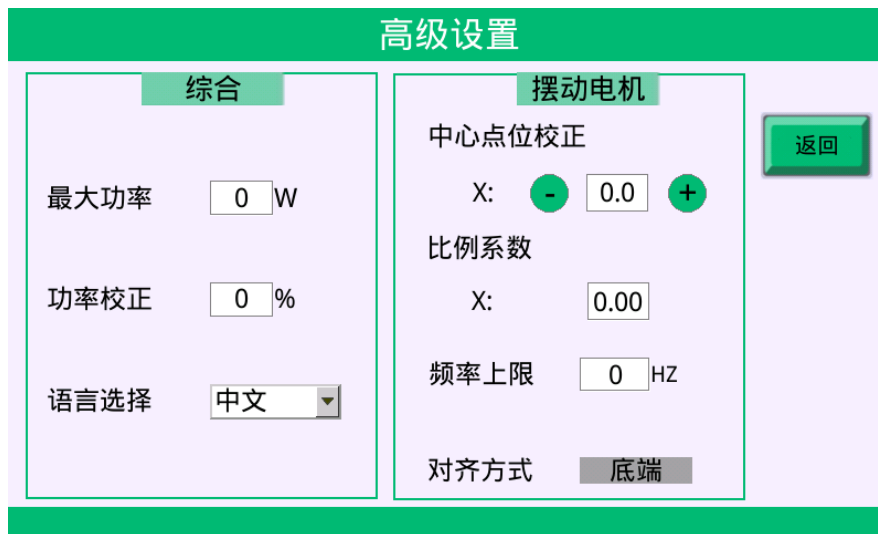 高级设置
综合
最大功率 0 W
功率校正 0 %
语言选择 中文
摆动电机
中心点位校正
X: - 0.0 +
比例系数
X: 0.00
频率上限 0 HZ
对齐方式 底端
返回